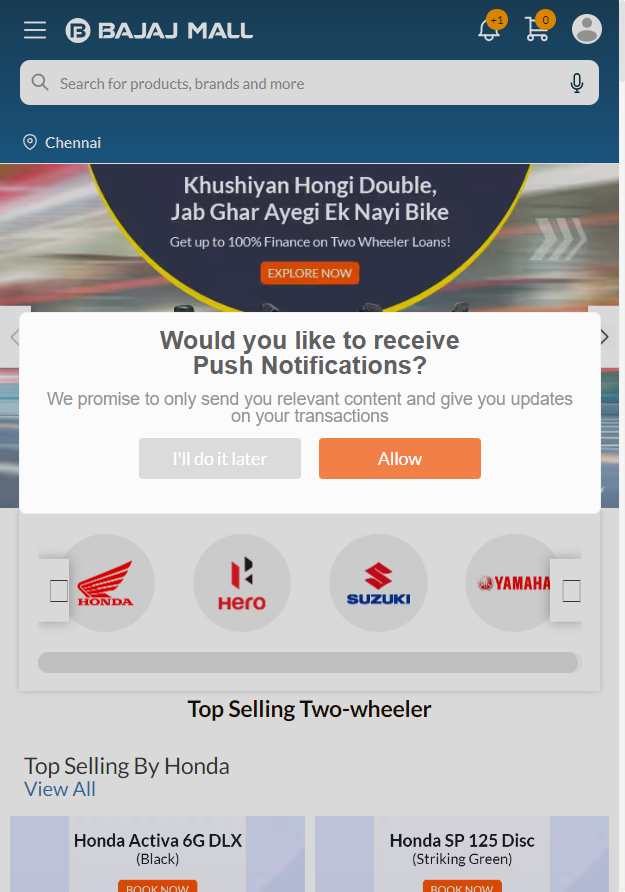 BAJAJ MALL
+1
0
Search for products, brands and more
Chennai
Khushiyan Hongi Double,
Jab Ghar Ayegi Ek Nayi Bike
Get up to 100% Finance on Two Wheeler Loans!
EXPLORE NOW
Would you like to receive
Push Notifications?
We promise to only send you relevant content and give you updates
on your transactions
I'll do it later
Allow
HONDA
Hero
SUZUKI
YAMAHA
Top Selling Two-wheeler
Top Selling By Honda
View All
Honda Activa 6G DLX
(Black)
BOOK NOW
Honda SP 125 Disc
(Striking Green)
BOOK NOW